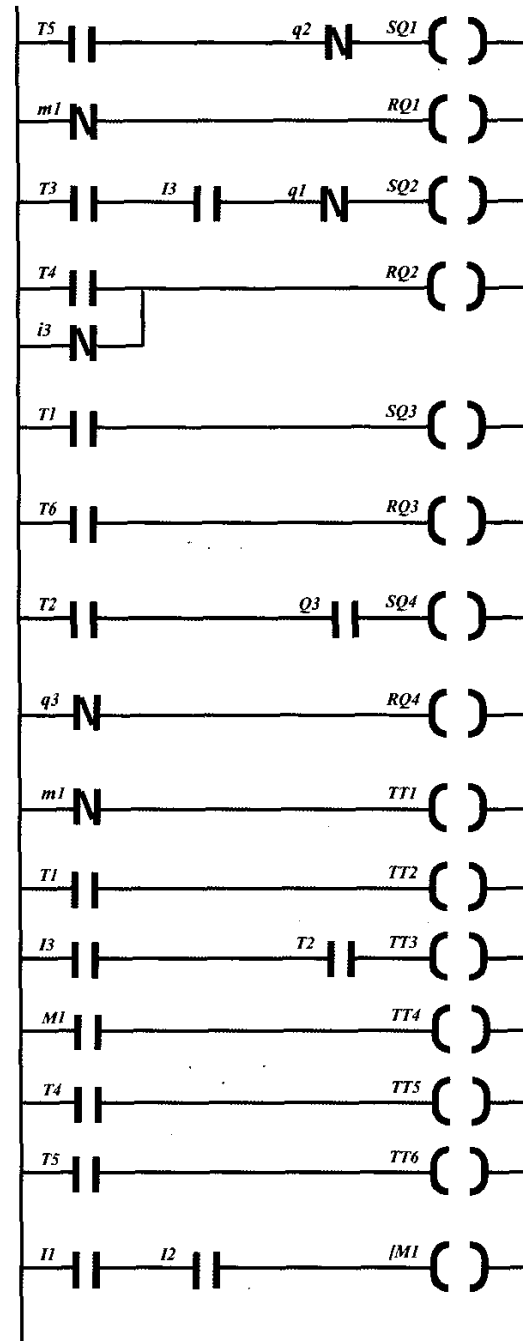 T5 q2 SQ1
m1 RQ1
T3 I3 q1 SQ2
T4 RQ2
i3
T1 SQ3
T6 RQ3
T2 Q3 SQ4
q3 RQ4
m1 TT1
T1 TT2
I3 T2 TT3
M1 TT4
T4 TT5
T5 TT6
I1 I2 [M1